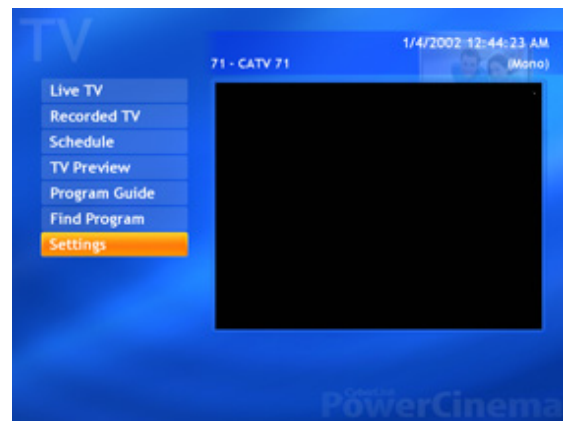 TV
1/4/2002 12:44:23 AM
71 - CATV 71 (Mono)
Live TV
Recorded TV
Schedule
TV Preview
Program Guide
Find Program
Settings
CyberLink
PowerCinema